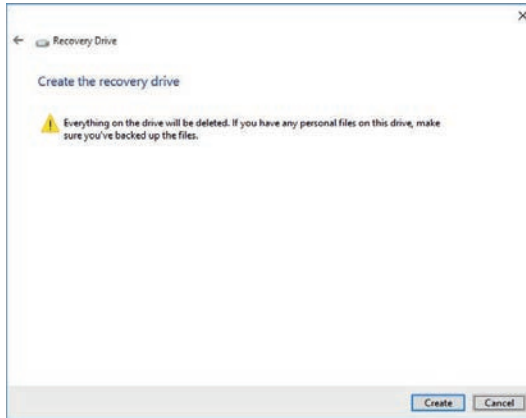 Recovery Drive
Create the recovery drive
Everything on the drive will be deleted. If you have any personal files on this drive, make
sure you've backed up the files.
Create Cancel